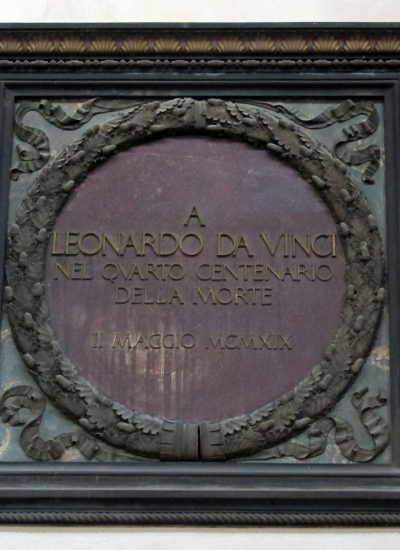 A
LEONARDO DA VINCI
NEL QVARTO CENTENARIO
DELLA MORTE
II MAGGIO MCMXIX